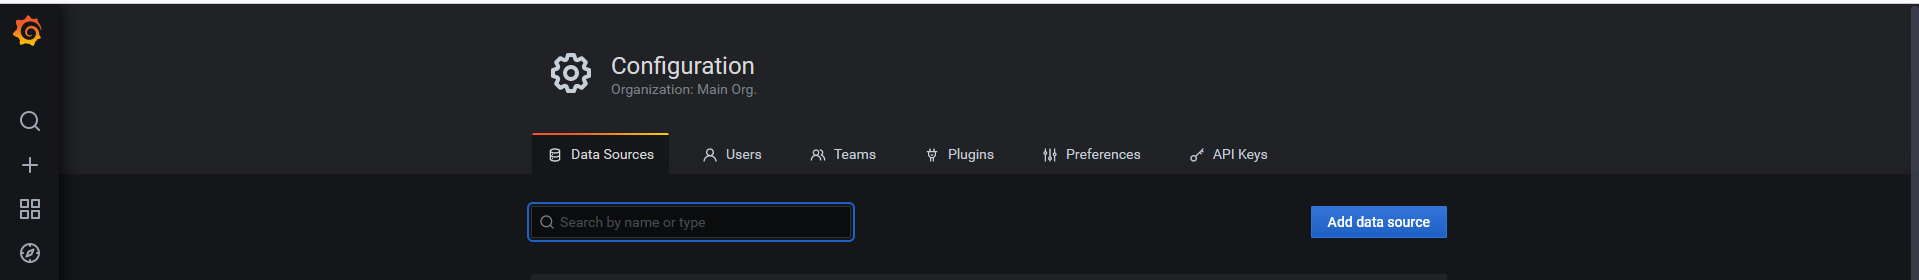 Configuration
Organization: Main Org.
Data Sources Users Teams Plugins Preferences API Keys
Search by name or type Add data source